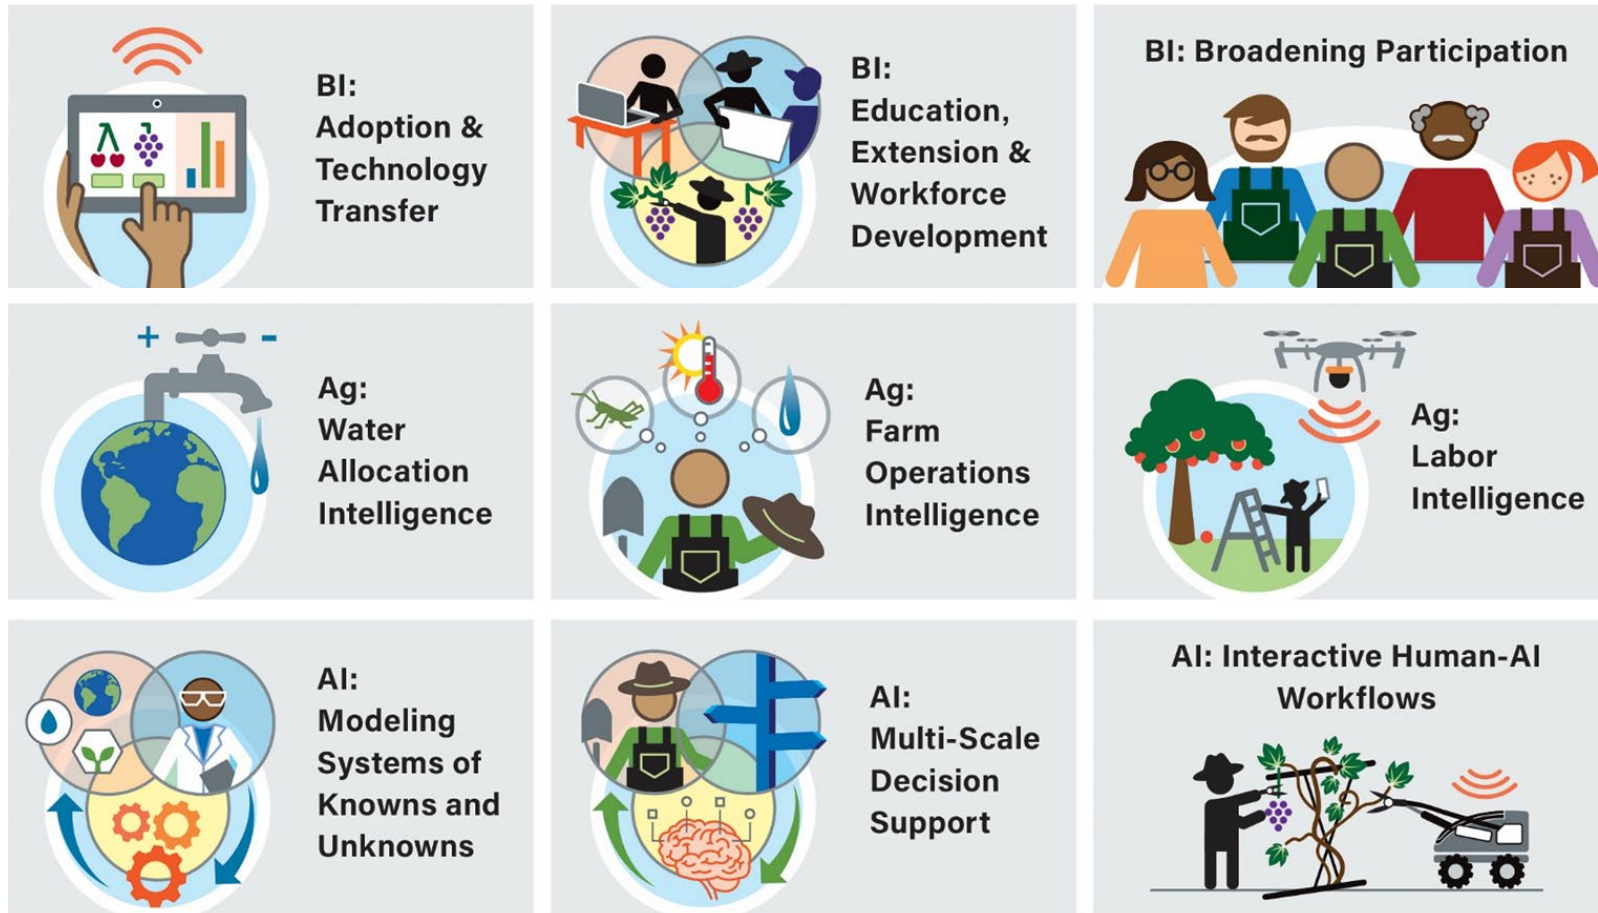 BI:
Adoption &
Technology
Transfer
BI:
Education,
Extension &
Workforce
Development
BI: Broadening Participation
+ -
Ag:
Water
Allocation
Intelligence
Ag:
Farm
Operations
Intelligence
Ag:
Labor
Intelligence
AI:
Modeling
Systems of
Knowns and
Unknowns
AI:
Multi-Scale
Decision
Support
AI: Interactive Human-AI
Workflows